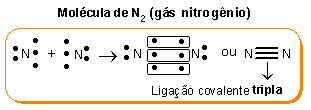 Molécula de N₂ (gás nitrogênio)
N + N → N N ou N≡N
Ligação covalente tripla